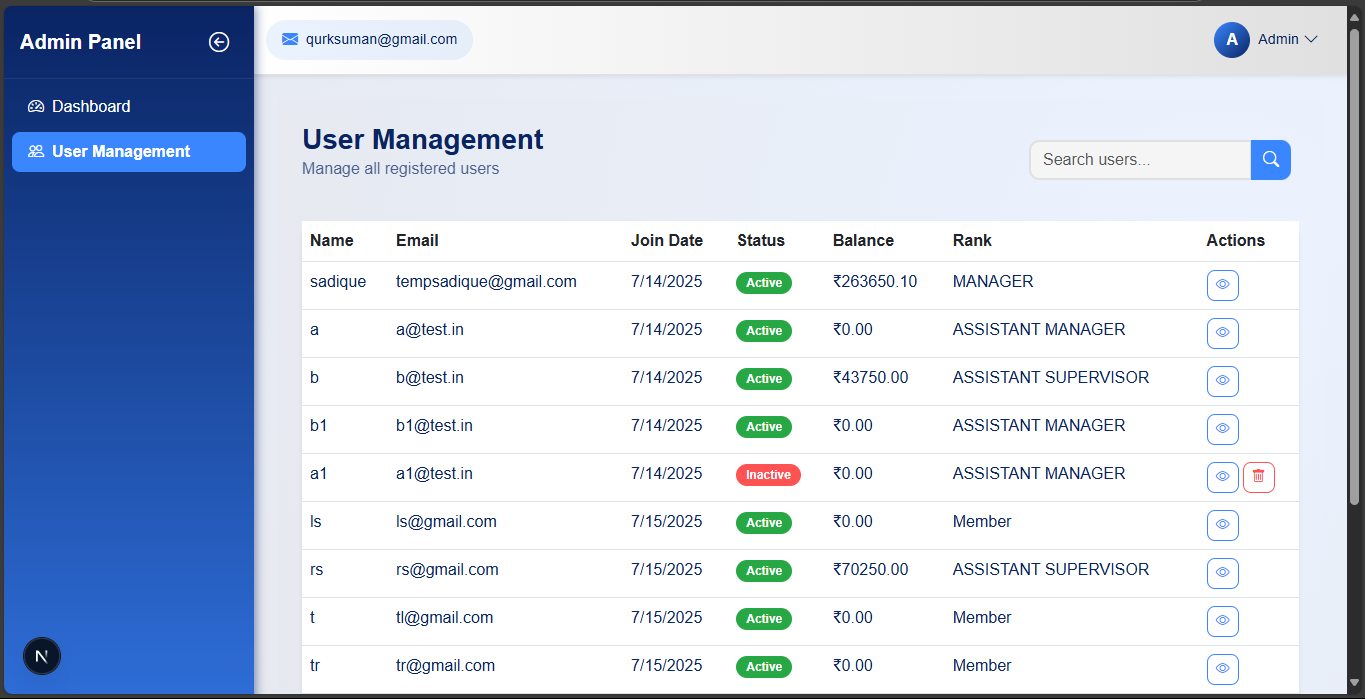 Admin Panel
qurksuman@gmail.com
A Admin
Dashboard
User Management
User Management
Manage all registered users
Search users...
Name Email Join Date Status Balance Rank Actions
sadique tempsadique@gmail.com 7/14/2025 Active ₹263650.10 MANAGER
a a@test.in 7/14/2025 Active ₹0.00 ASSISTANT MANAGER
b b@test.in 7/14/2025 Active ₹43750.00 ASSISTANT SUPERVISOR
b1 b1@test.in 7/14/2025 Active ₹0.00 ASSISTANT MANAGER
a1 a1@test.in 7/14/2025 Inactive ₹0.00 ASSISTANT MANAGER
ls ls@gmail.com 7/15/2025 Active ₹0.00 Member
rs rs@gmail.com 7/15/2025 Active ₹70250.00 ASSISTANT SUPERVISOR
t tl@gmail.com 7/15/2025 Active ₹0.00 Member
tr tr@gmail.com 7/15/2025 Active ₹0.00 Member
N